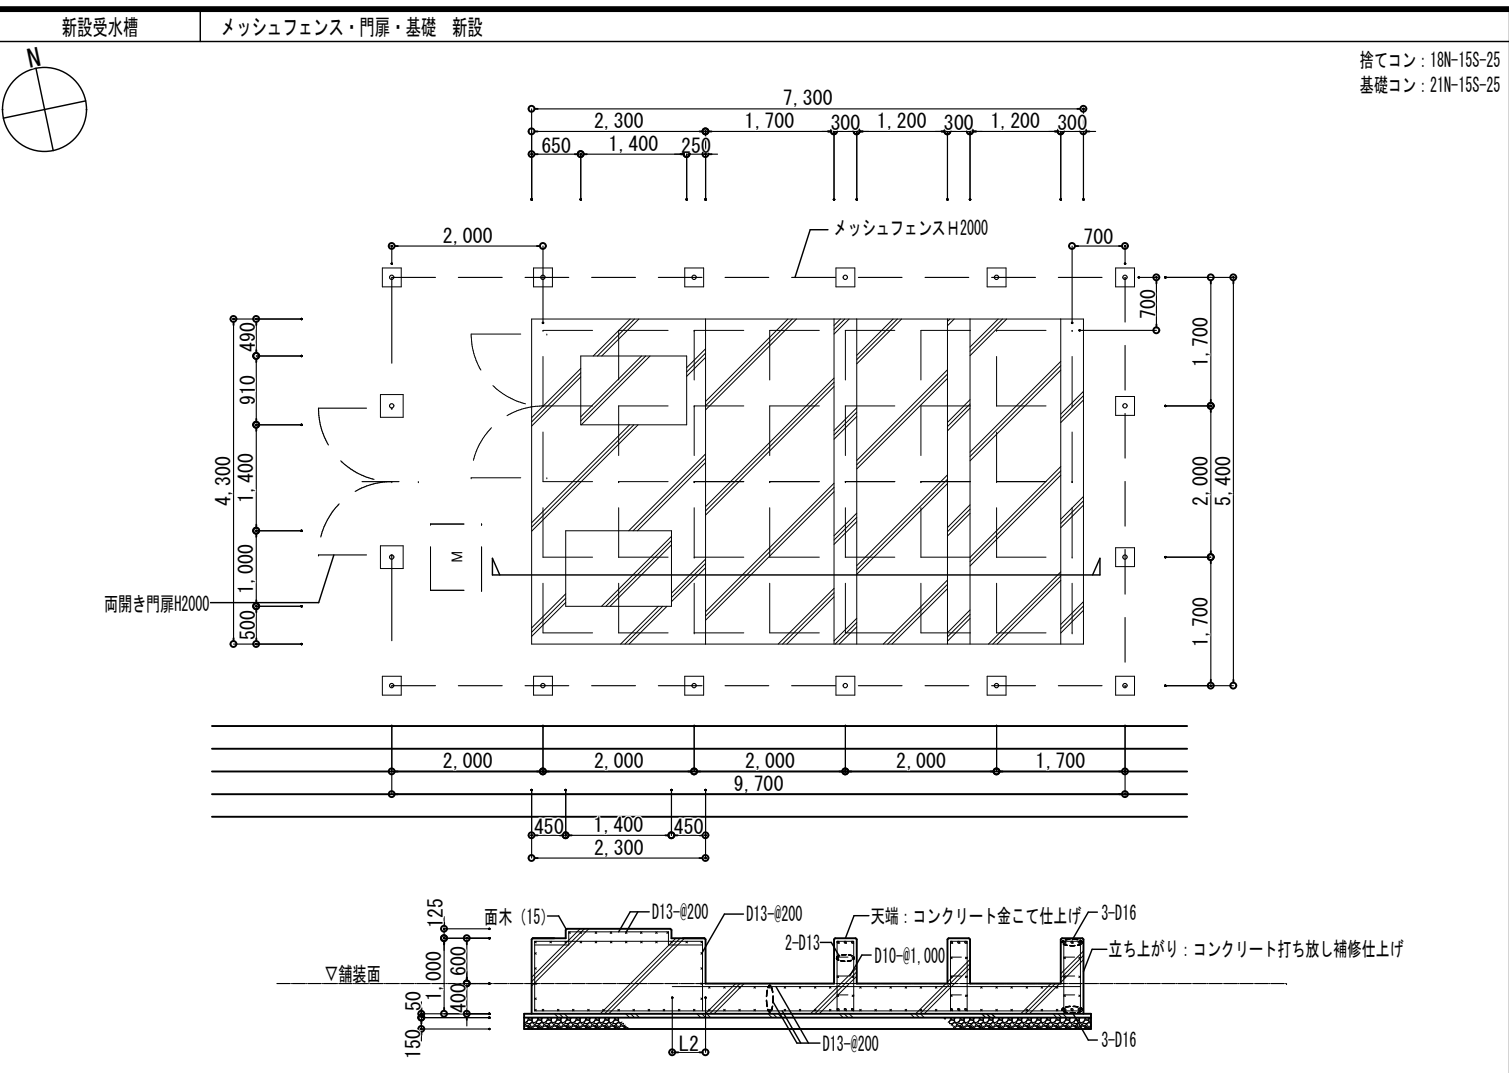 新設受水槽
メッシュフェンス・門扉・基礎 新設
N
捨てコン：18N-15S-25
基礎コン：21N-15S-25
7,300
2,300 1,700 300 1,200 300 1,200 300
650 1,400 250
メッシュフェンスH2000
2,000
700
700
490
910
1,400
1,000
500
4,300
1,700
2,000
1,700
5,400
M
両開き門扉H2000
2,000 2,000 2,000 2,000 1,700
9,700
450 1,400 450
2,300
面木（15）
D13-@200
D13-@200
天端：コンクリート金こて仕上げ
3-D16
2-D13
D10-@1,000
立ち上がり：コンクリート打ち放し補修仕上げ
▽舗装面
125
600
1,000
400
50
150
L2
D13-@200
3-D16